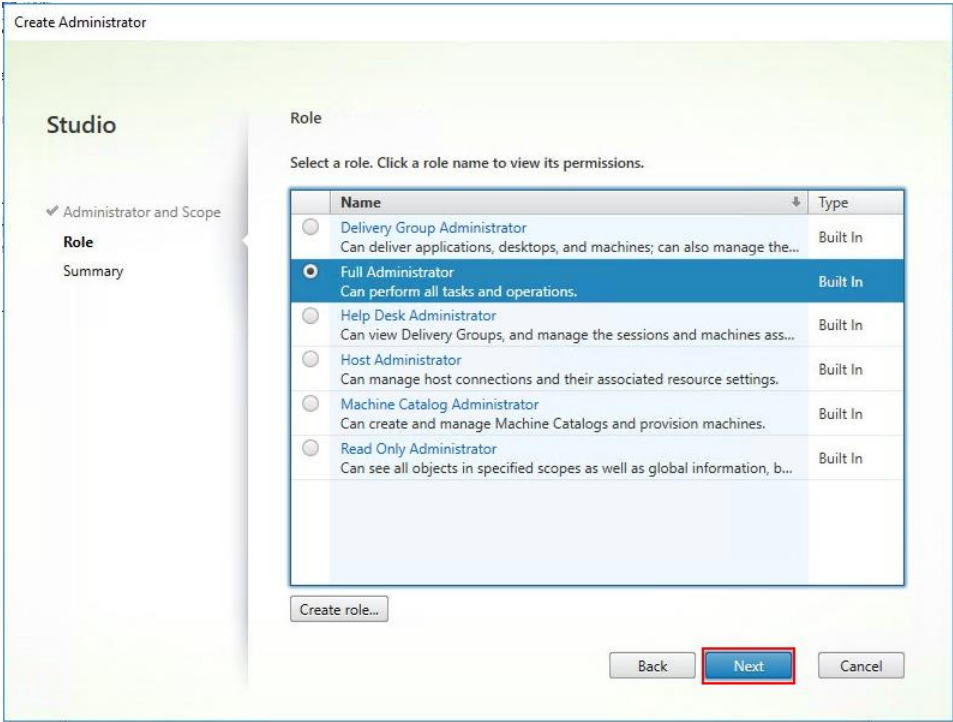 Create Administrator
Studio
Administrator and Scope
Role
Summary
Role
Select a role. Click a role name to view its permissions.
Name Type
Delivery Group Administrator
Can deliver applications, desktops, and machines; can also manage the... Built In
Full Administrator
Can perform all tasks and operations. Built In
Help Desk Administrator
Can view Delivery Groups, and manage the sessions and machines ass... Built In
Host Administrator
Can manage host connections and their associated resource settings. Built In
Machine Catalog Administrator
Can create and manage Machine Catalogs and provision machines. Built In
Read Only Administrator
Can see all objects in specified scopes as well as global information, b... Built In
Create role...
Back Next Cancel